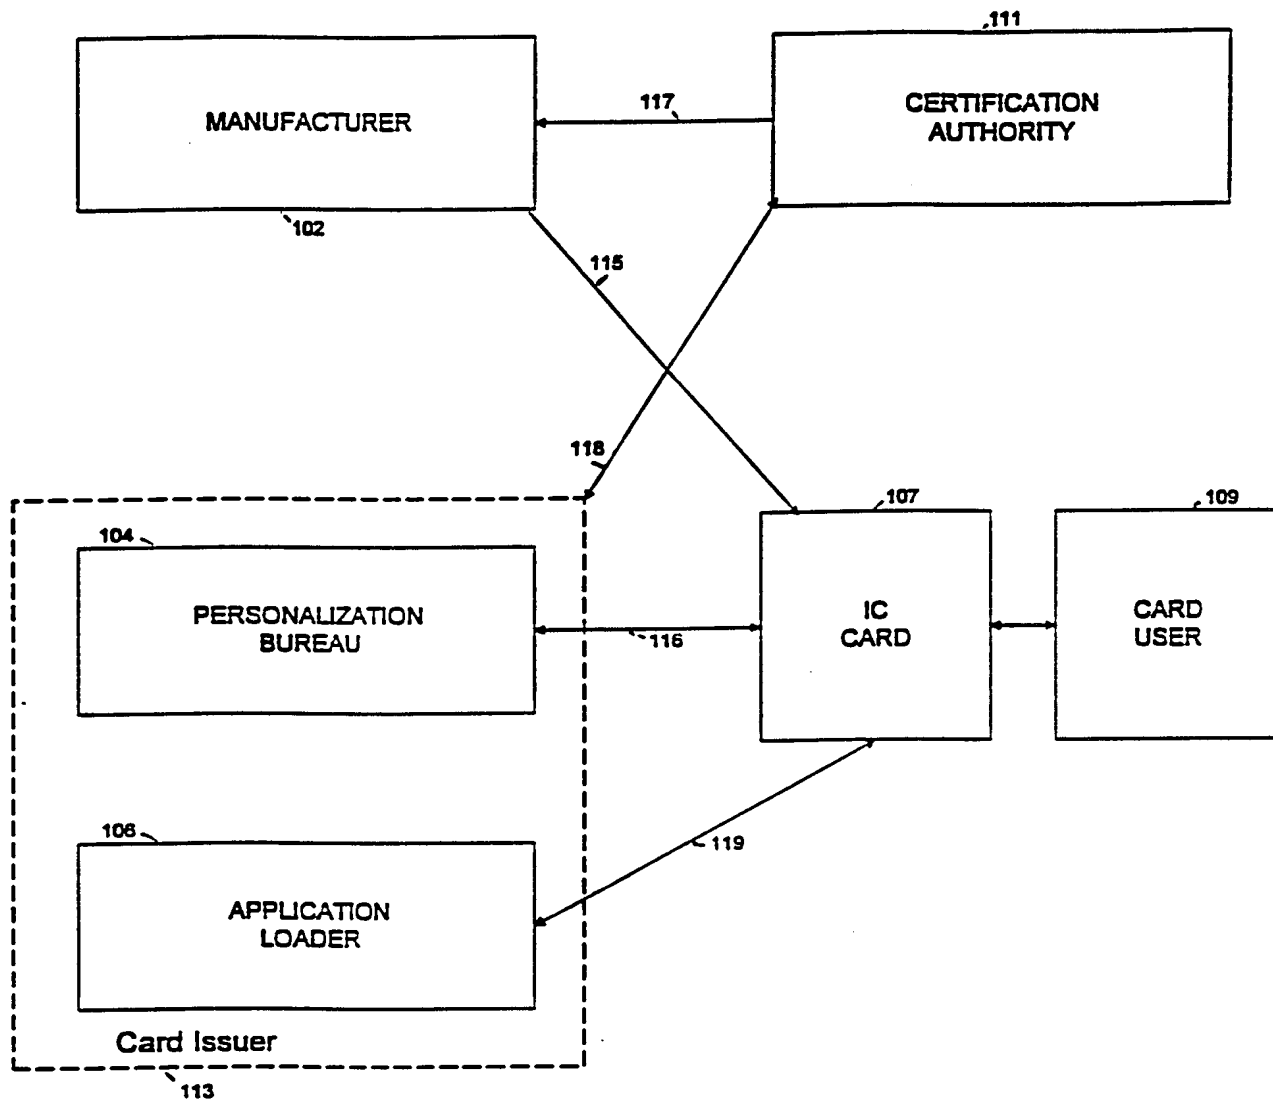 111
MANUFACTURER
117
CERTIFICATION
AUTHORITY
102
115
118
107
109
104
PERSONALIZATION
BUREAU
116
IC
CARD
CARD
USER
106
119
APPLICATION
LOADER
Card Issuer
113